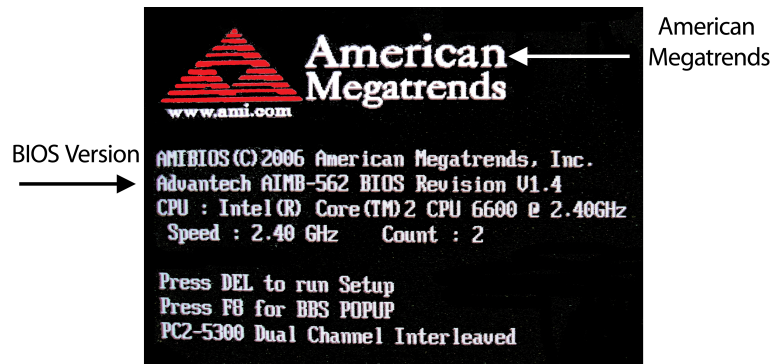 American
Megatrends
www.ami.com
American
Megatrends
BIOS Version
AMIBIOS(C)2006 American Megatrends, Inc.
Advantech AIMB-562 BIOS Revision V1.4
CPU : Intel(R) Core(TM)2 CPU 6600 @ 2.40GHz
Speed : 2.40 GHz Count : 2
Press DEL to run Setup
Press F8 for BBS POPUP
PC2-5300 Dual Channel Interleaved